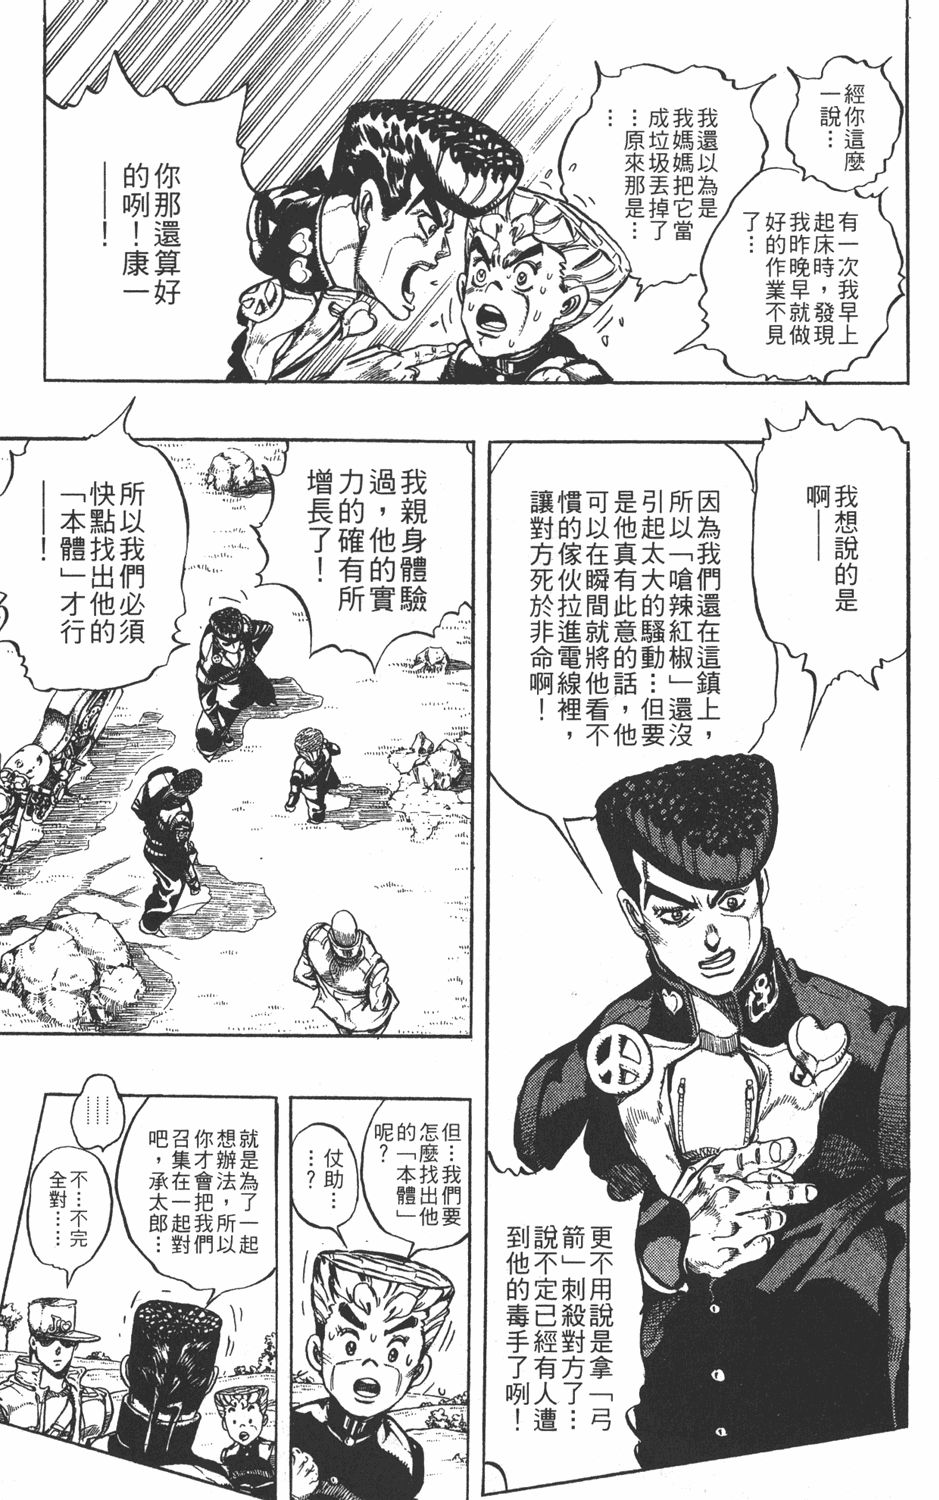 經你這麼
一說…
有一次我早上
起床時，發現
我昨晚早就做
好的作業不見
了…
我還以為是
我媽媽把它當
成垃圾丟掉了
…原來那是…
…
你那還算好
的咧！康一
——！
我想說的是
啊——
因為我們還在這鎮上，
所以「嗆辣紅椒」還沒
引起太大的騷動…但要
是他真有此意的話，他
可以在瞬間就將他看不
慣的傢伙拉進電線裡，
讓對方死於非命啊！
更不用說是拿「弓
箭」刺殺對方了…
說不定已經有人遭
到他的毒手了咧！
我親身體驗
過，他的實
力的確有所
增長了！
所以我們必須
快點找出他的
「本體」才行
——！
但…我們要
怎麼找出他
的「本體」
呢？
仗助…
…？
就是為了一起
想辦法，所以
你才會把我們
召集在一起對
吧，承太郎…
……
不…不完
全對……